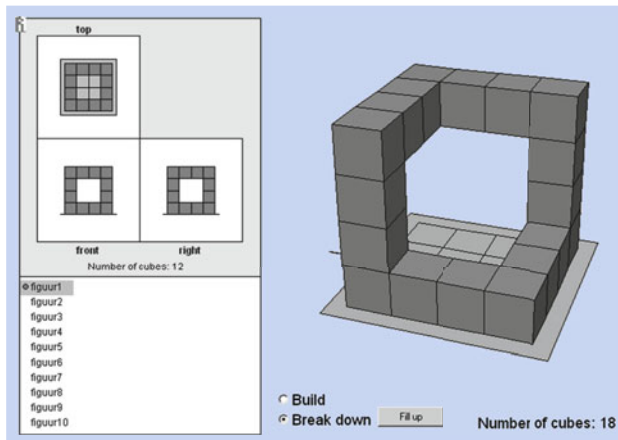 top
front right
Number of cubes: 12
figuur1
figuur2
figuur3
figuur4
figuur5
figuur6
figuur7
figuur8
figuur9
figuur10
Build
Break down Fill up
Number of cubes: 18